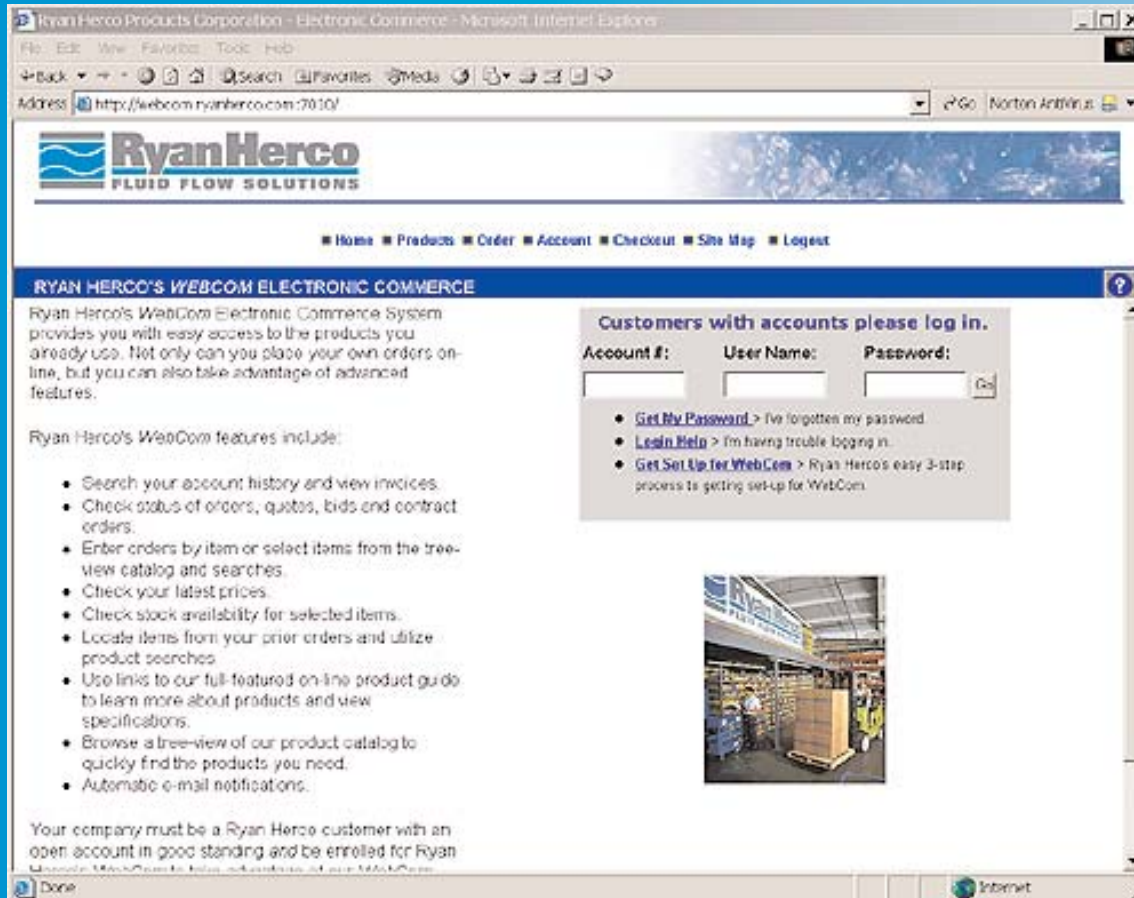 Ryan Herco Products Corporation - Electronic Commerce - Microsoft Internet Explorer
File Edit View Favorites Tools Help
Back Search Favorites Media
Address http://webcom.ryanherco.com:7010/ Go Norton AntiVirus
RyanHerco
FLUID FLOW SOLUTIONS
Home Products Order Account Checkout Site Map Logout
RYAN HERCO'S WEBCOM ELECTRONIC COMMERCE ?
Ryan Herco's WebCom Electronic Commerce System
provides you with easy access to the products you
already use. Not only can you place your own orders on-
line, but you can also take advantage of advanced
features.
Ryan Herco's WebCom features include:
Search your account history and view invoices.
Check status of orders, quotes, bids and contract
orders.
Enter orders by item or select items from the tree-
view catalog and searches.
Check your latest prices.
Check stock availability for selected items.
Locate items from your prior orders and utilize
product searches
Use links to our full-featured on-line product guide
to learn more about products and view
specifications.
Browse a tree-view of our product catalog to
quickly find the products you need.
Automatic e-mail notifications.
Your company must be a Ryan Herco customer with an
open account in good standing and be enrolled for Ryan
Customers with accounts please log in.
Account #: User Name: Password:
Go
Get My Password > I've forgotten my password
Login Help > I'm having trouble logging in.
Get Set Up for WebCom > Ryan Herco's easy 3-step
process to getting set-up for WebCom.
RyanHerco
FLUID FLOW SOLUTIONS
Done Internet